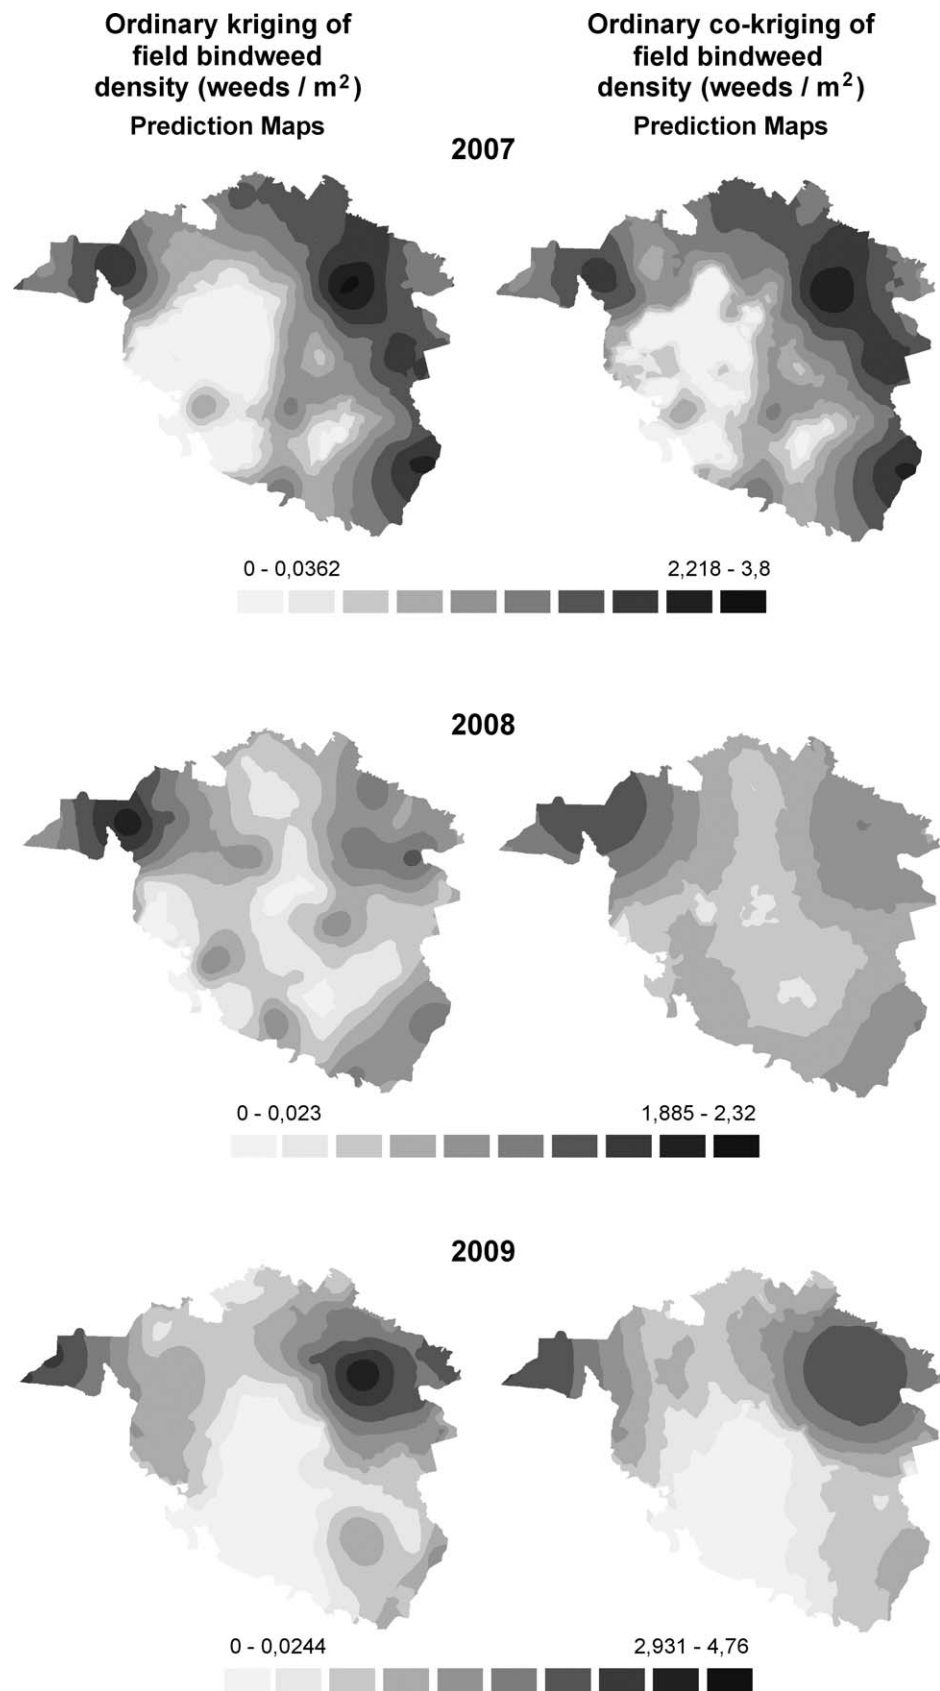 Ordinary kriging of
field bindweed
density (weeds / m²)
Prediction Maps
Ordinary co-kriging of
field bindweed
density (weeds / m²)
Prediction Maps
2007
0 - 0,0362
2,218 - 3,8
2008
0 - 0,023
1,885 - 2,32
2009
0 - 0,0244
2,931 - 4,76